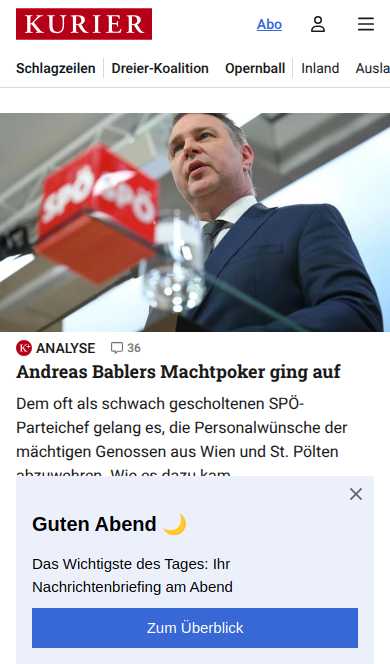 KURIER
Abo
Schlagzeilen
Dreier-Koalition
Opernball
Inland
Ausla
SPÖ
SPÖ
K+ ANALYSE
36
Andreas Bablers Machtpoker ging auf
Dem oft als schwach gescholtenen SPÖ-
Parteichef gelang es, die Personalwünsche der
mächtigen Genossen aus Wien und St. Pölten
abzuwehren. Wie es dazu kam.
Guten Abend 🌙
Das Wichtigste des Tages: Ihr
Nachrichtenbriefing am Abend
Zum Überblick